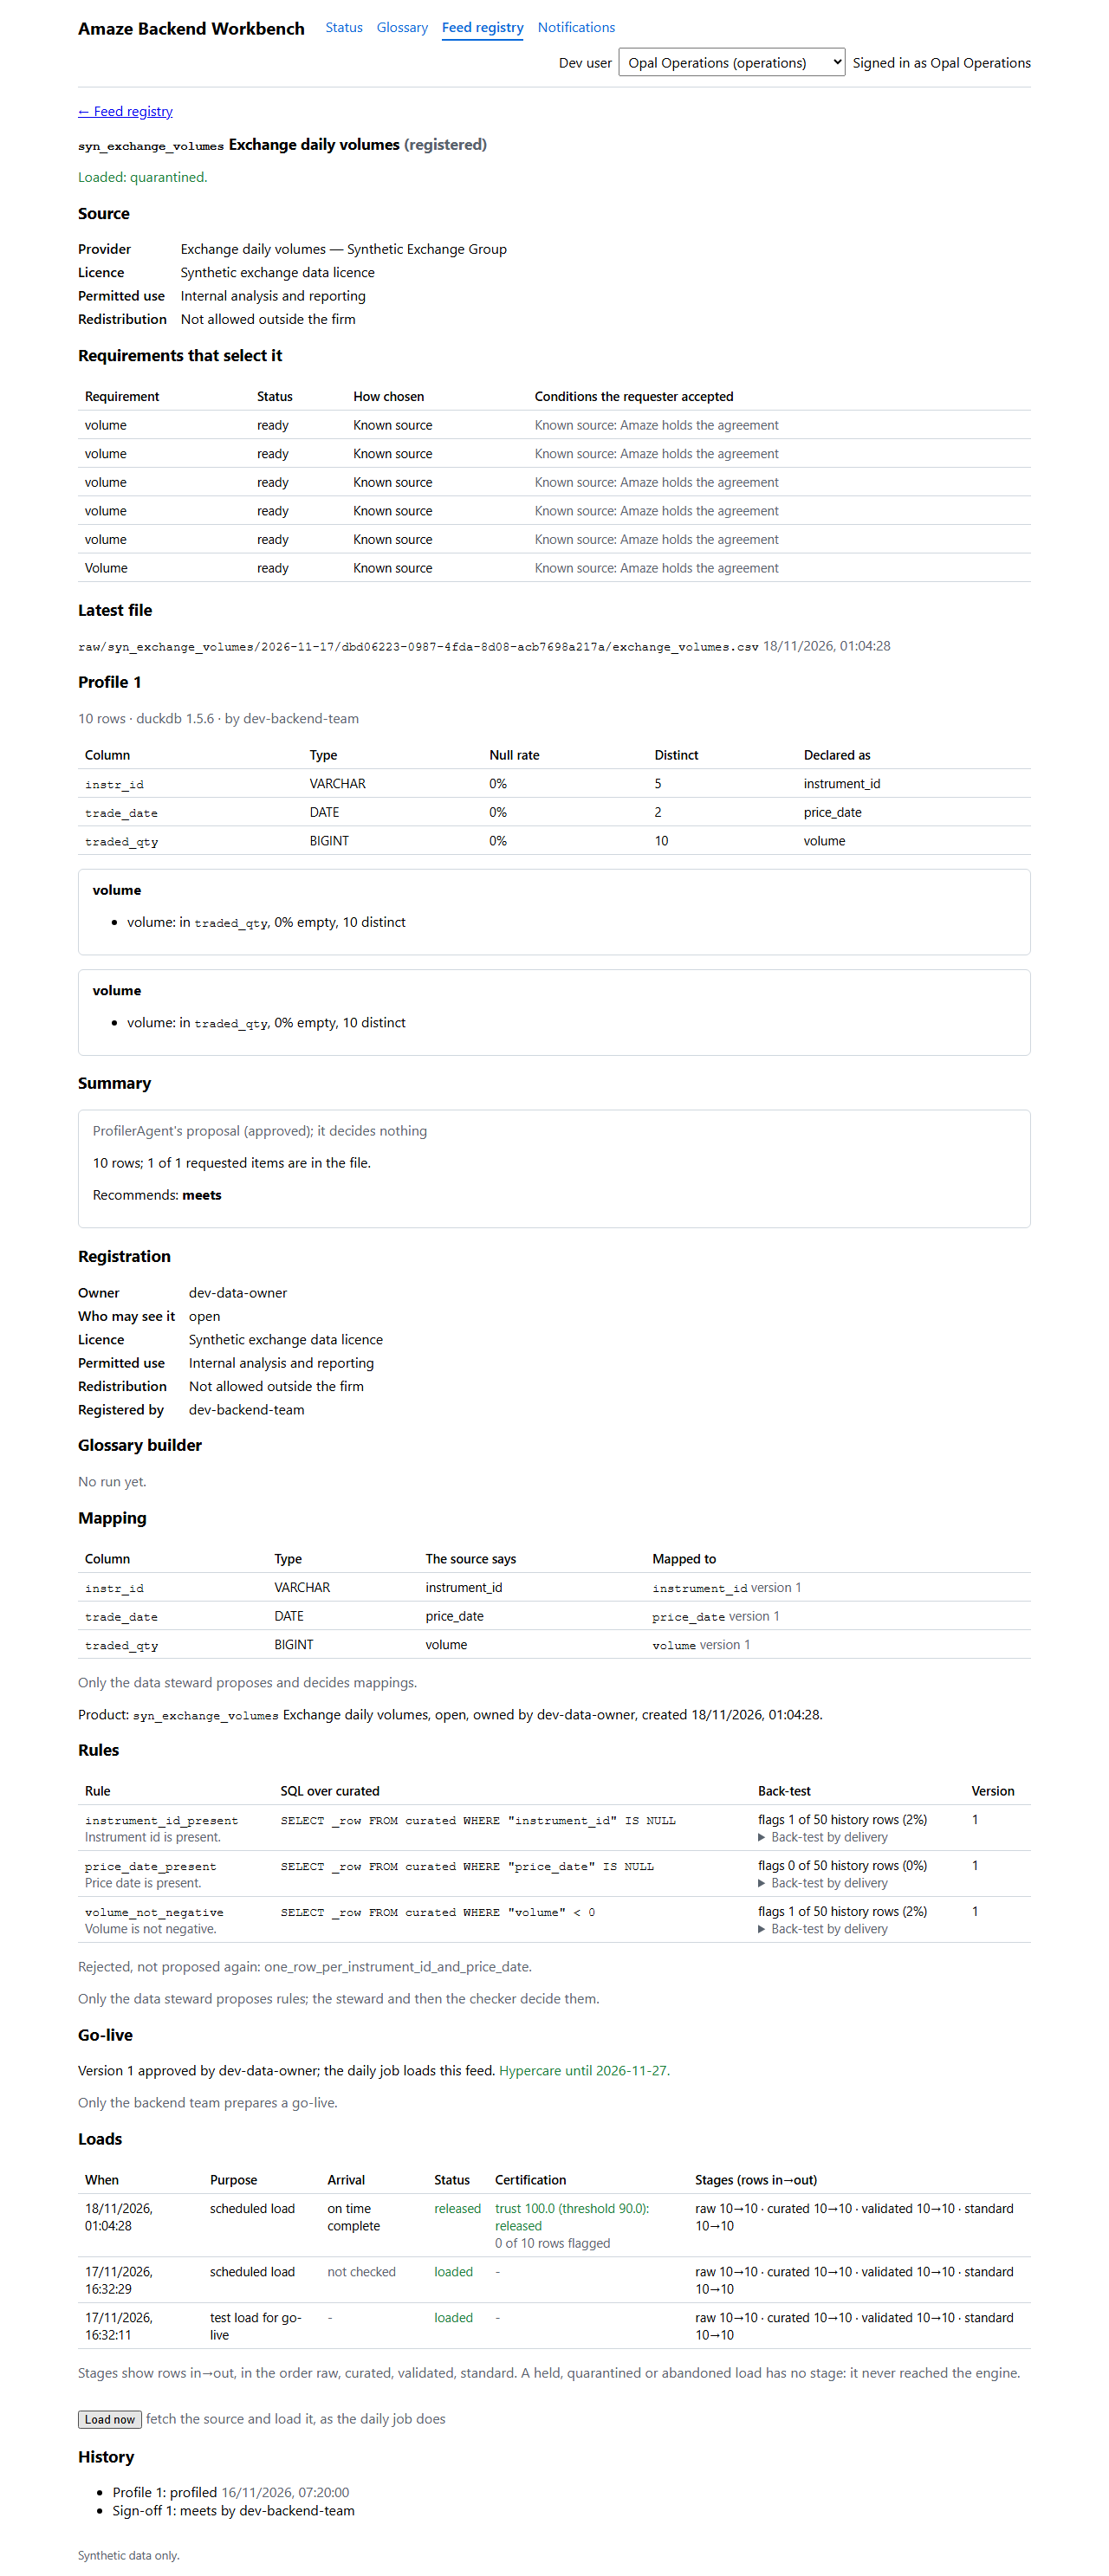 Amaze Backend Workbench Status Glossary Feed registry Notifications
Dev user Opal Operations (operations) Signed in as Opal Operations
← Feed registry
syn_exchange_volumes Exchange daily volumes (registered)
Loaded: quarantined.
Source
Provider Exchange daily volumes — Synthetic Exchange Group
Licence Synthetic exchange data licence
Permitted use Internal analysis and reporting
Redistribution Not allowed outside the firm
Requirements that select it
Requirement Status How chosen Conditions the requester accepted
volume ready Known source Known source: Amaze holds the agreement
volume ready Known source Known source: Amaze holds the agreement
volume ready Known source Known source: Amaze holds the agreement
volume ready Known source Known source: Amaze holds the agreement
volume ready Known source Known source: Amaze holds the agreement
Volume ready Known source Known source: Amaze holds the agreement
Latest file
raw/syn_exchange_volumes/2026-11-17/dbd06223-0987-4fda-8d08-acb7698a217a/exchange_volumes.csv 18/11/2026, 01:04:28
Profile 1
10 rows · duckdb 1.5.6 · by dev-backend-team
Column Type Null rate Distinct Declared as
instr_id VARCHAR 0% 5 instrument_id
trade_date DATE 0% 2 price_date
traded_qty BIGINT 0% 10 volume
volume
• volume: in traded_qty, 0% empty, 10 distinct
volume
• volume: in traded_qty, 0% empty, 10 distinct
Summary
ProfilerAgent's proposal (approved); it decides nothing
10 rows; 1 of 1 requested items are in the file.
Recommends: meets
Registration
Owner dev-data-owner
Who may see it open
Licence Synthetic exchange data licence
Permitted use Internal analysis and reporting
Redistribution Not allowed outside the firm
Registered by dev-backend-team
Glossary builder
No run yet.
Mapping
Column Type The source says Mapped to
instr_id VARCHAR instrument_id instrument_id version 1
trade_date DATE price_date price_date version 1
traded_qty BIGINT volume volume version 1
Only the data steward proposes and decides mappings.
Product: syn_exchange_volumes Exchange daily volumes, open, owned by dev-data-owner, created 18/11/2026, 01:04:28.
Rules
Rule SQL over curated Back-test Version
instrument_id_present SELECT _row FROM curated WHERE "instrument_id" IS NULL flags 1 of 50 history rows (2%) 1
Instrument id is present. ▶ Back-test by delivery
price_date_present SELECT _row FROM curated WHERE "price_date" IS NULL flags 0 of 50 history rows (0%) 1
Price date is present. ▶ Back-test by delivery
volume_not_negative SELECT _row FROM curated WHERE "volume" < 0 flags 1 of 50 history rows (2%) 1
Volume is not negative. ▶ Back-test by delivery
Rejected, not proposed again: one_row_per_instrument_id_and_price_date.
Only the data steward proposes rules; the steward and then the checker decide them.
Go-live
Version 1 approved by dev-data-owner; the daily job loads this feed. Hypercare until 2026-11-27.
Only the backend team prepares a go-live.
Loads
When Purpose Arrival Status Certification Stages (rows in→out)
18/11/2026, scheduled load on time released trust 100.0 (threshold 90.0): raw 10→10 · curated 10→10 · validated 10→10 · standard
01:04:28 complete released 10→10
0 of 10 rows flagged
17/11/2026, scheduled load not checked loaded - raw 10→10 · curated 10→10 · validated 10→10 · standard
16:32:29 10→10
17/11/2026, test load for go- - loaded - raw 10→10 · curated 10→10 · validated 10→10 · standard
16:32:11 live 10→10
Stages show rows in→out, in the order raw, curated, validated, standard. A held, quarantined or abandoned load has no stage: it never reached the engine.
Load now fetch the source and load it, as the daily job does
History
• Profile 1: profiled 16/11/2026, 07:20:00
• Sign-off 1: meets by dev-backend-team
Synthetic data only.